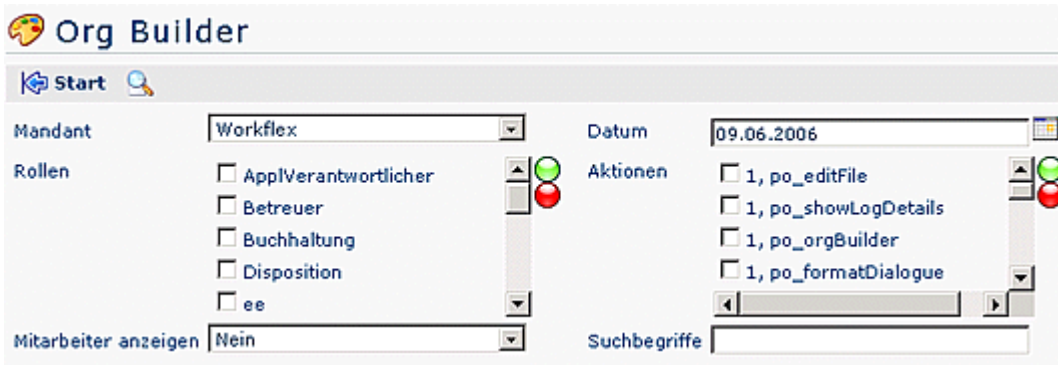 Org Builder
Start
Mandant Workflex
Datum 09.06.2006
Rollen
ApplVerantwortlicher
Betreuer
Buchhaltung
Disposition
ee
Aktionen
1, po_editFile
1, po_showLogDetails
1, po_orgBuilder
1, po_formatDialogue
Mitarbeiter anzeigen Nein
Suchbegriffe